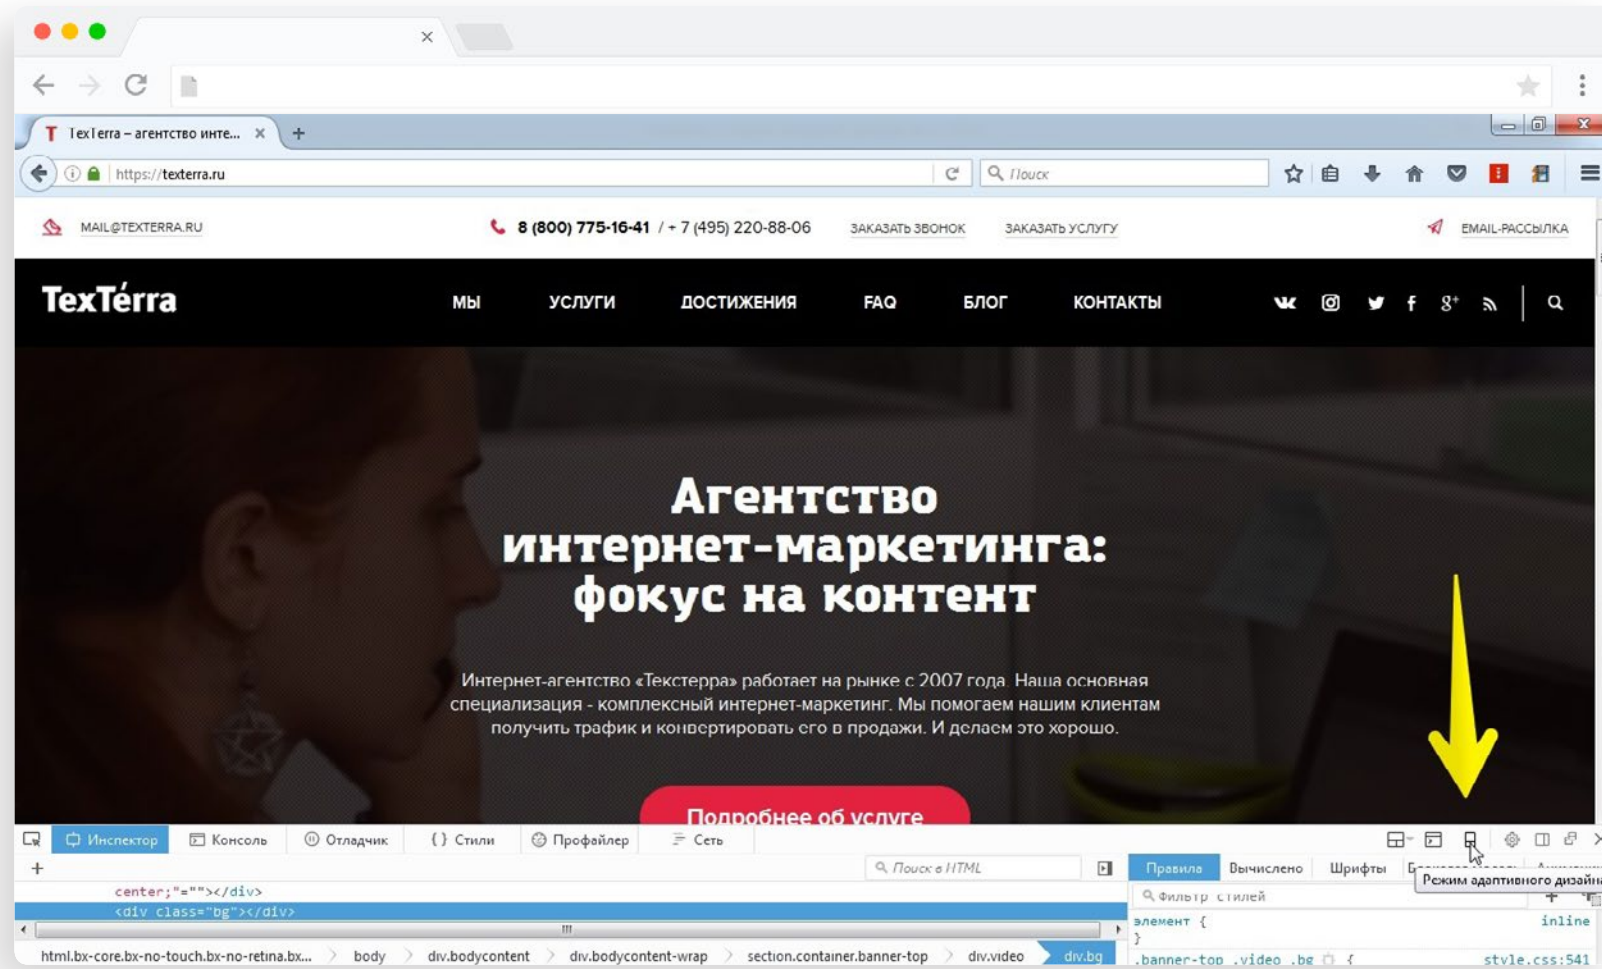 TexTerra – агентство инте...
https://texterra.ru
Поиск
MAIL@TEXTERRA.RU
8 (800) 775-16-41 / + 7 (495) 220-88-06
ЗАКАЗАТЬ ЗВОНОК
ЗАКАЗАТЬ УСЛУГУ
EMAIL-РАССЫЛКА
TexTérra
МЫ
УСЛУГИ
ДОСТИЖЕНИЯ
FAQ
БЛОГ
КОНТАКТЫ
Агентство
интернет-маркетинга:
фокус на контент
Интернет-агентство «Текстерра» работает на рынке с 2007 года. Наша основная
специализация - комплексный интернет-маркетинг. Мы помогаем нашим клиентам
получить трафик и конвертировать его в продажи. И делаем это хорошо.
Подробнее об услуге
Инспектор
Консоль
Отладчик
{ } Стили
Профайлер
Сеть
Поиск в HTML
Правила
Вычислено
Шрифты
Режим адаптивного дизайна
center;"=""></div>
<div class="bg"></div>
Фильтр стилей
элемент {
inline
}
.banner-top .video .bg {
style.css:541
html.bx-core.bx-no-touch.bx-no-retina.bx...
body
div.bodycontent
div.bodycontent-wrap
section.container.banner-top
div.video
div.bg